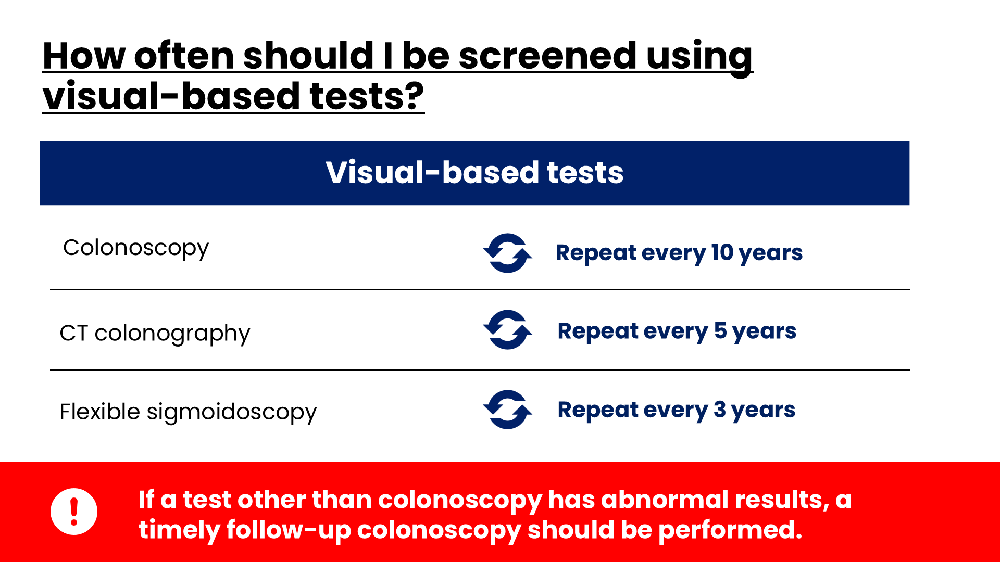 How often should I be screened using
visual-based tests?
Visual-based tests
Colonoscopy
Repeat every 10 years
CT colonography
Repeat every 5 years
Flexible sigmoidoscopy
Repeat every 3 years
If a test other than colonoscopy has abnormal results, a
timely follow-up colonoscopy should be performed.